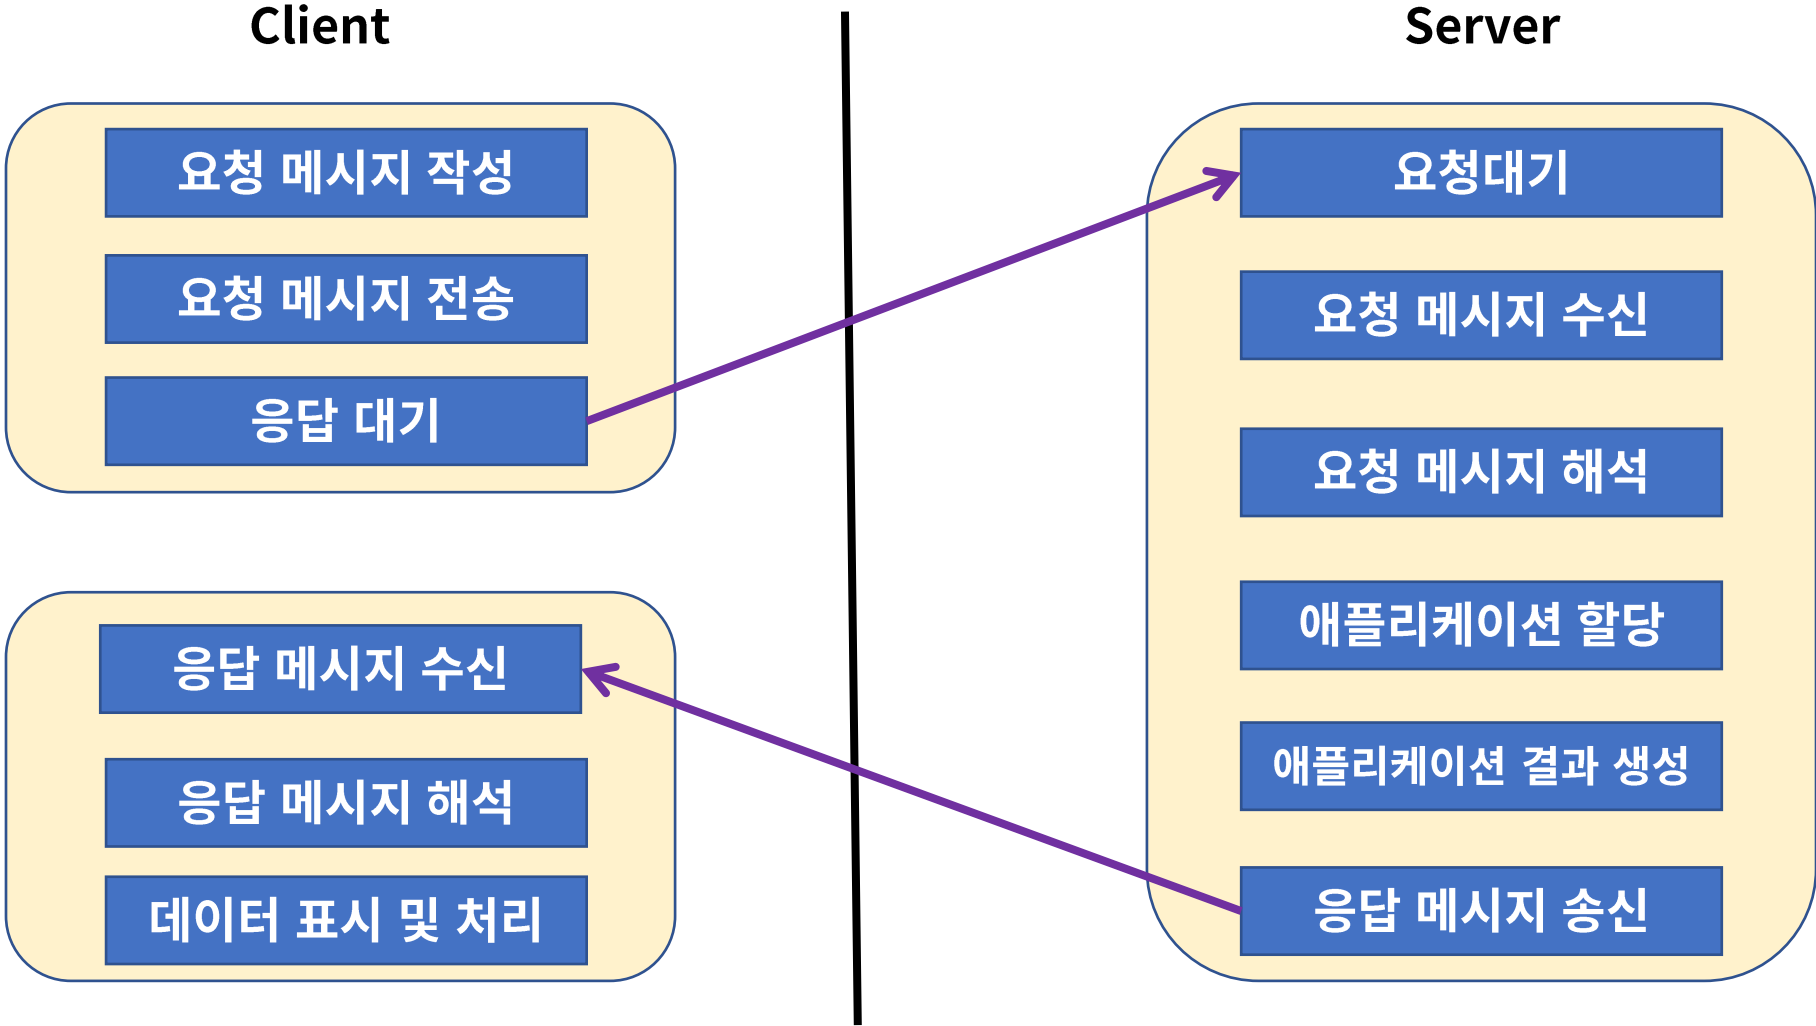 Client
요청 메시지 작성
요청 메시지 전송
응답 대기
응답 메시지 수신
응답 메시지 해석
데이터 표시 및 처리
Server
요청대기
요청 메시지 수신
요청 메시지 해석
애플리케이션 할당
애플리케이션 결과 생성
응답 메시지 송신